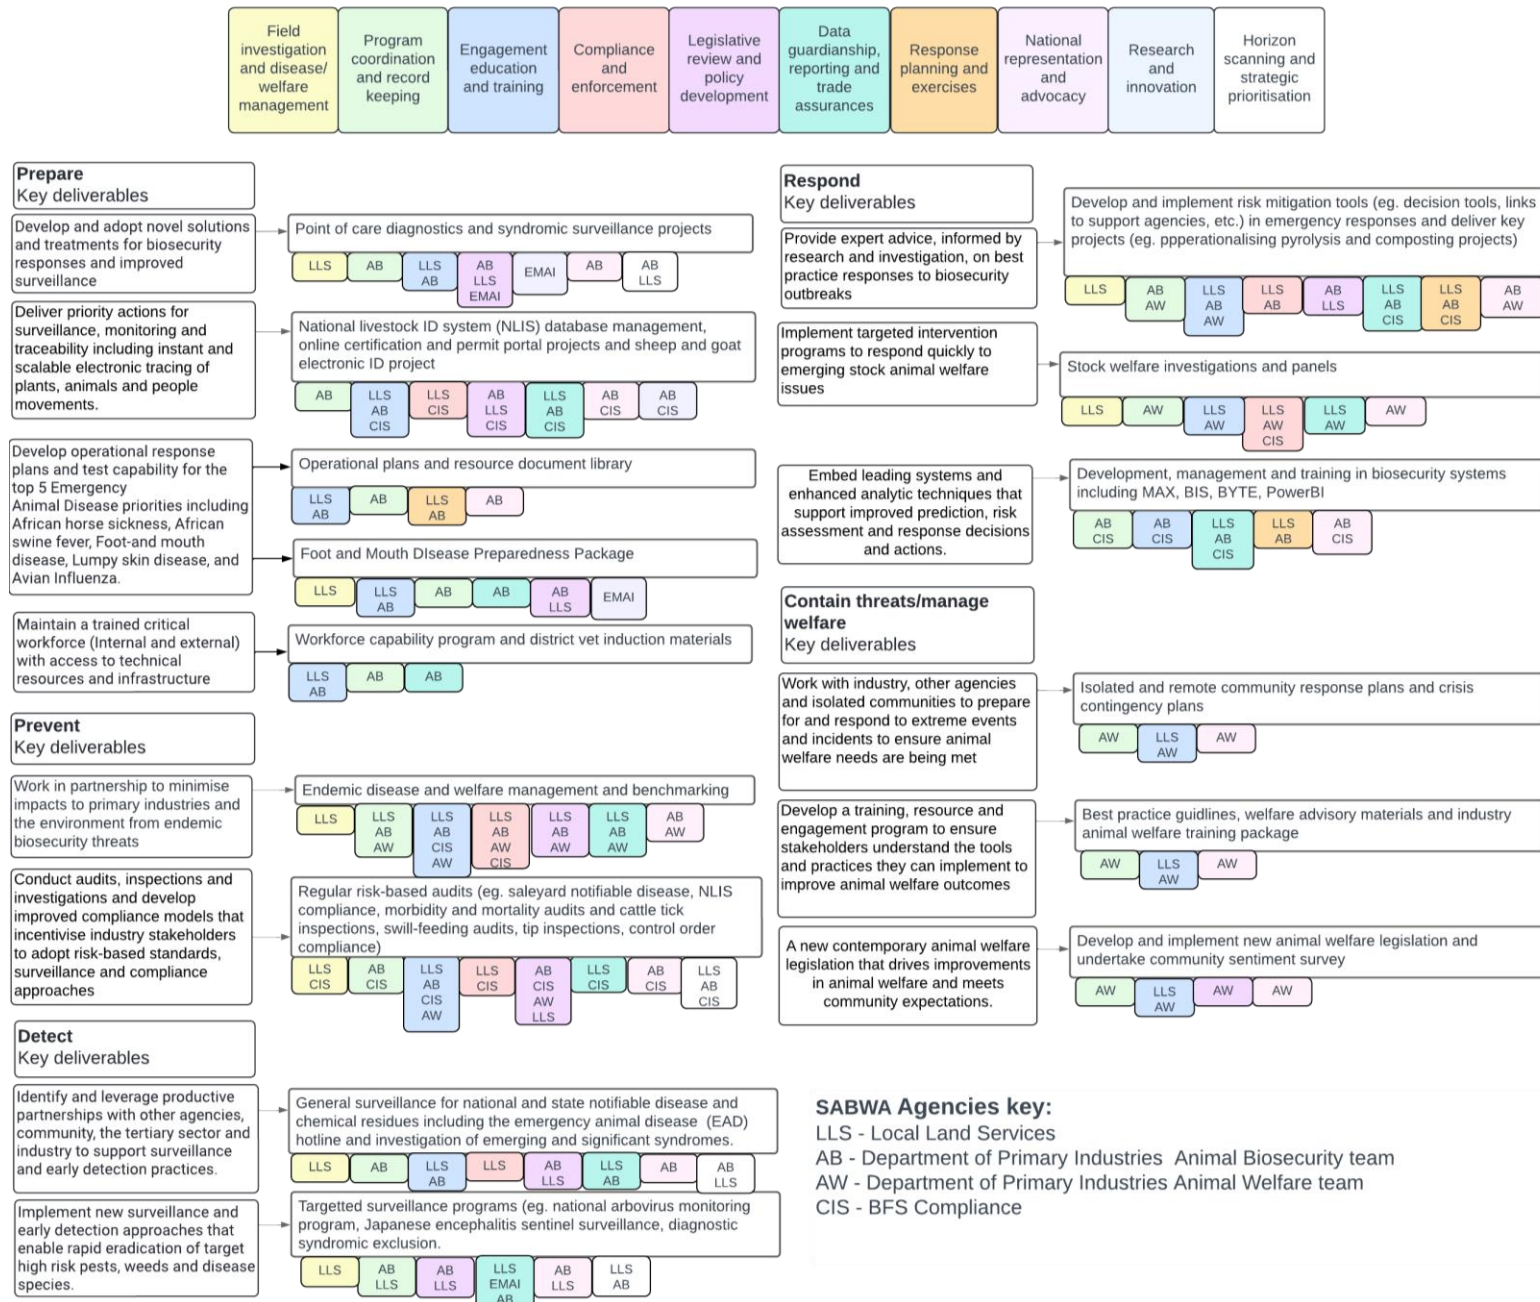 Field
investigation
and disease/
welfare
management
Program
coordination
and record
keeping
Engagement
education
and training
Compliance
and
enforcement
Legislative
review and
policy
development
Data
guardianship,
reporting and
trade
assurances
Response
planning and
exercises
National
representation
and
advocacy
Research
and
innovation
Horizon
scanning and
strategic
prioritisation
Prepare
Key deliverables
Develop and adopt novel solutions
and treatments for biosecurity
responses and improved
surveillance
Point of care diagnostics and syndromic surveillance projects
LLS
AB
LLS
AB
AB
LLS
EMAI
EMAI
AB
AB
LLS
Deliver priority actions for
surveillance, monitoring and
traceability including instant and
scalable electronic tracing of
plants, animals and people
movements.
National livestock ID system (NLIS) database management,
online certification and permit portal projects and sheep and goat
electronic ID project
AB
LLS
AB
CIS
LLS
CIS
AB
LLS
CIS
LLS
AB
CIS
AB
CIS
AB
CIS
Develop operational response
plans and test capability for the
top 5 Emergency
Animal Disease priorities including
African horse sickness, African
swine fever, Foot-and mouth
disease, Lumpy skin disease, and
Avian Influenza.
Operational plans and resource document library
LLS
AB
AB
LLS
AB
AB
Foot and Mouth DIsease Preparedness Package
LLS
LLS
AB
AB
AB
AB
LLS
EMAI
Maintain a trained critical
workforce (Internal and external)
with access to technical
resources and infrastructure
Workforce capability program and district vet induction materials
LLS
AB
AB
AB
Prevent
Key deliverables
Work in partnership to minimise
impacts to primary industries and
the environment from endemic
biosecurity threats
Endemic disease and welfare management and benchmarking
LLS
LLS
AB
AW
LLS
AB
CIS
AW
LLS
AB
AW
CIS
LLS
AB
AW
LLS
AB
AW
AB
AW
Conduct audits, inspections and
investigations and develop
improved compliance models that
incentivise industry stakeholders
to adopt risk-based standards,
surveillance and compliance
approaches
Regular risk-based audits (eg. saleyard notifiable disease, NLIS
compliance, morbidity and mortality audits and cattle tick
inspections, swill-feeding audits, tip inspections, control order
compliance)
LLS
CIS
AB
CIS
LLS
AB
CIS
AW
LLS
CIS
AB
CIS
AW
LLS
LLS
CIS
AB
CIS
LLS
AB
CIS
Detect
Key deliverables
Identify and leverage productive
partnerships with other agencies,
community, the tertiary sector and
industry to support surveillance
and early detection practices.
General surveillance for national and state notifiable disease and
chemical residues including the emergency animal disease (EAD)
hotline and investigation of emerging and significant syndromes.
LLS
AB
LLS
AB
LLS
AB
LLS
LLS
AB
AB
AB
LLS
Implement new surveillance and
early detection approaches that
enable rapid eradication of target
high risk pests, weeds and disease
species.
Targetted surveillance programs (eg. national arbovirus monitoring
program, Japanese encephalitis sentinel surveillance, diagnostic
syndromic exclusion.
LLS
AB
LLS
AB
LLS
LLS
EMAI
AB
AB
LLS
LLS
AB
Respond
Key deliverables
Provide expert advice, informed by
research and investigation, on best
practice responses to biosecurity
outbreaks
Develop and implement risk mitigation tools (eg. decision tools, links
to support agencies, etc.) in emergency responses and deliver key
projects (eg. ppperationalising pyrolysis and composting projects)
LLS
AB
AW
LLS
AB
AW
LLS
AB
AB
LLS
LLS
AB
CIS
LLS
AB
CIS
AB
AW
Implement targeted intervention
programs to respond quickly to
emerging stock animal welfare
issues
Stock welfare investigations and panels
LLS
AW
LLS
AW
LLS
AW
CIS
LLS
AW
AW
Embed leading systems and
enhanced analytic techniques that
support improved prediction, risk
assessment and response decisions
and actions.
Development, management and training in biosecurity systems
including MAX, BIS, BYTE, PowerBI
AB
CIS
AB
CIS
LLS
AB
CIS
LLS
AB
AB
CIS
Contain threats/manage
welfare
Key deliverables
Work with industry, other agencies
and isolated communities to prepare
for and respond to extreme events
and incidents to ensure animal
welfare needs are being met
Isolated and remote community response plans and crisis
contingency plans
AW
LLS
AW
AW
Develop a training, resource and
engagement program to ensure
stakeholders understand the tools
and practices they can implement to
improve animal welfare outcomes
Best practice guidlines, welfare advisory materials and industry
animal welfare training package
AW
LLS
AW
AW
A new contemporary animal welfare
legislation that drives improvements
in animal welfare and meets
community expectations.
Develop and implement new animal welfare legislation and
undertake community sentiment survey
AW
LLS
AW
AW
AW
SABWA Agencies key:
LLS - Local Land Services
AB - Department of Primary Industries Animal Biosecurity team
AW - Department of Primary Industries Animal Welfare team
CIS - BFS Compliance